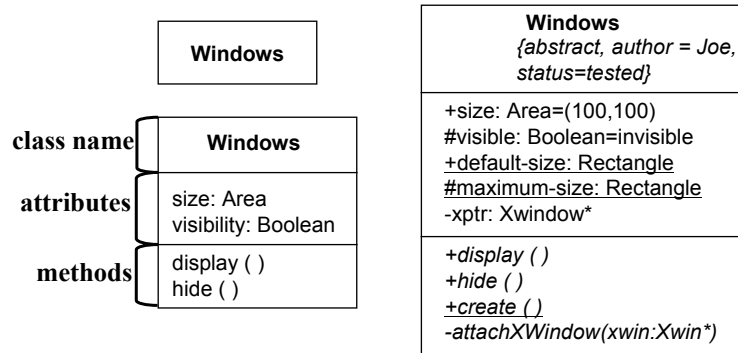 Windows
class name
Windows
attributes
size: Area
visibility: Boolean
methods
display ( )
hide ( )
Windows
{abstract, author = Joe,
status=tested}
+size: Area=(100,100)
#visible: Boolean=invisible
+default-size: Rectangle
#maximum-size: Rectangle
-xptr: Xwindow*
+display ( )
+hide ( )
+create ( )
-attachXWindow(xwin:Xwin*)